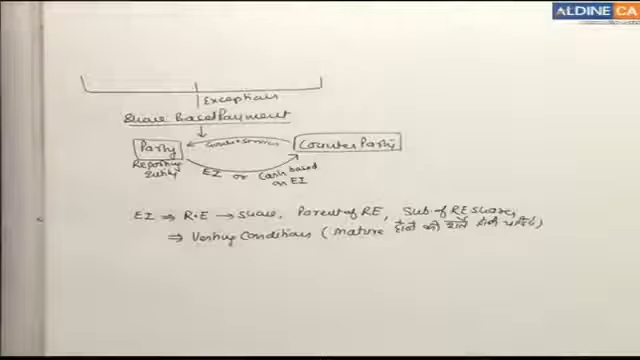 ALDINE CA
Exceptions
Share Based Payment
Party
Goods + Services
Counter Party
Reporting Entity
EI or Cash based on EI
EI ⇒ R.E → Share, Parent of RE, Sub. of RE Share,
⇒ Vesting Conditions (mature होने की शर्तें होनी चाहिए)